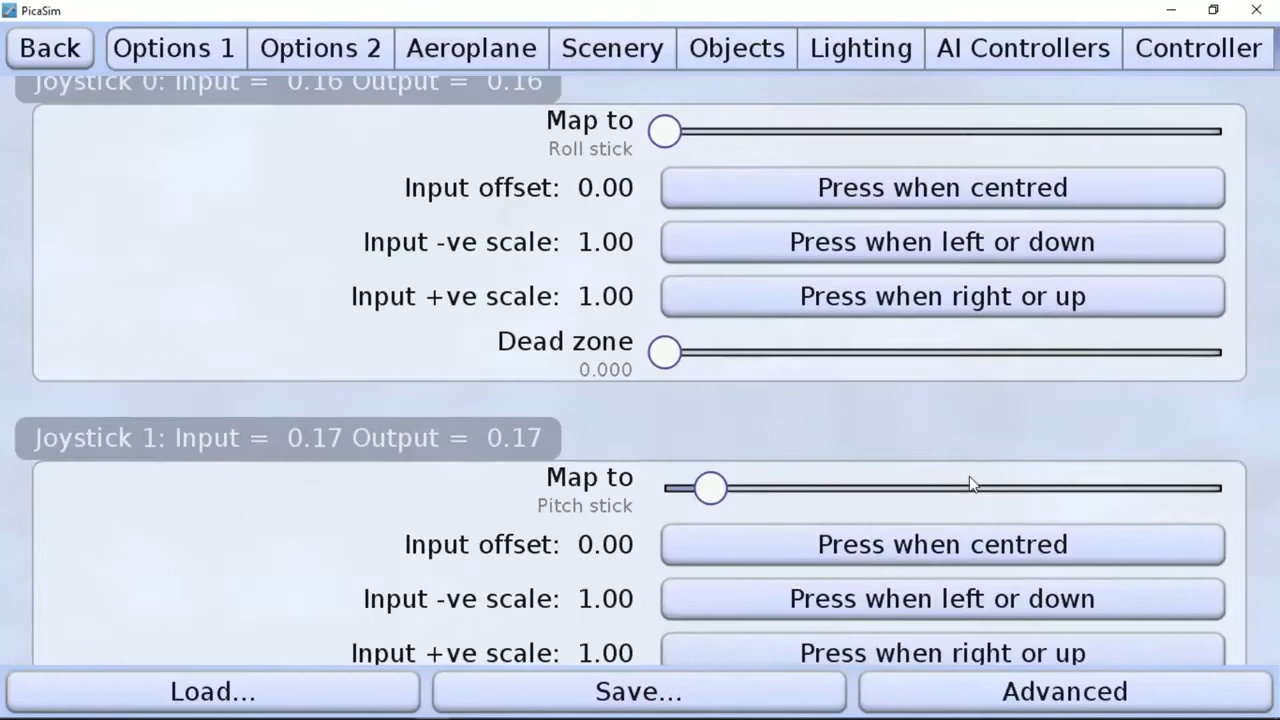 PicaSim
Back Options 1 Options 2 Aeroplane Scenery Objects Lighting AI Controllers Controller
Joystick 0: Input = 0.16 Output = 0.16
Map to
Roll stick
Input offset: 0.00 Press when centred
Input -ve scale: 1.00 Press when left or down
Input +ve scale: 1.00 Press when right or up
Dead zone
0.000
Joystick 1: Input = 0.17 Output = 0.17
Map to
Pitch stick
Input offset: 0.00 Press when centred
Input -ve scale: 1.00 Press when left or down
Input +ve scale: 1.00 Press when right or up
Load... Save... Advanced